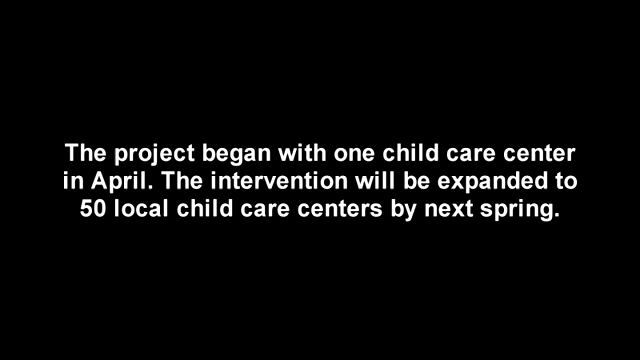 The project began with one child care center
in April. The intervention will be expanded to
50 local child care centers by next spring.